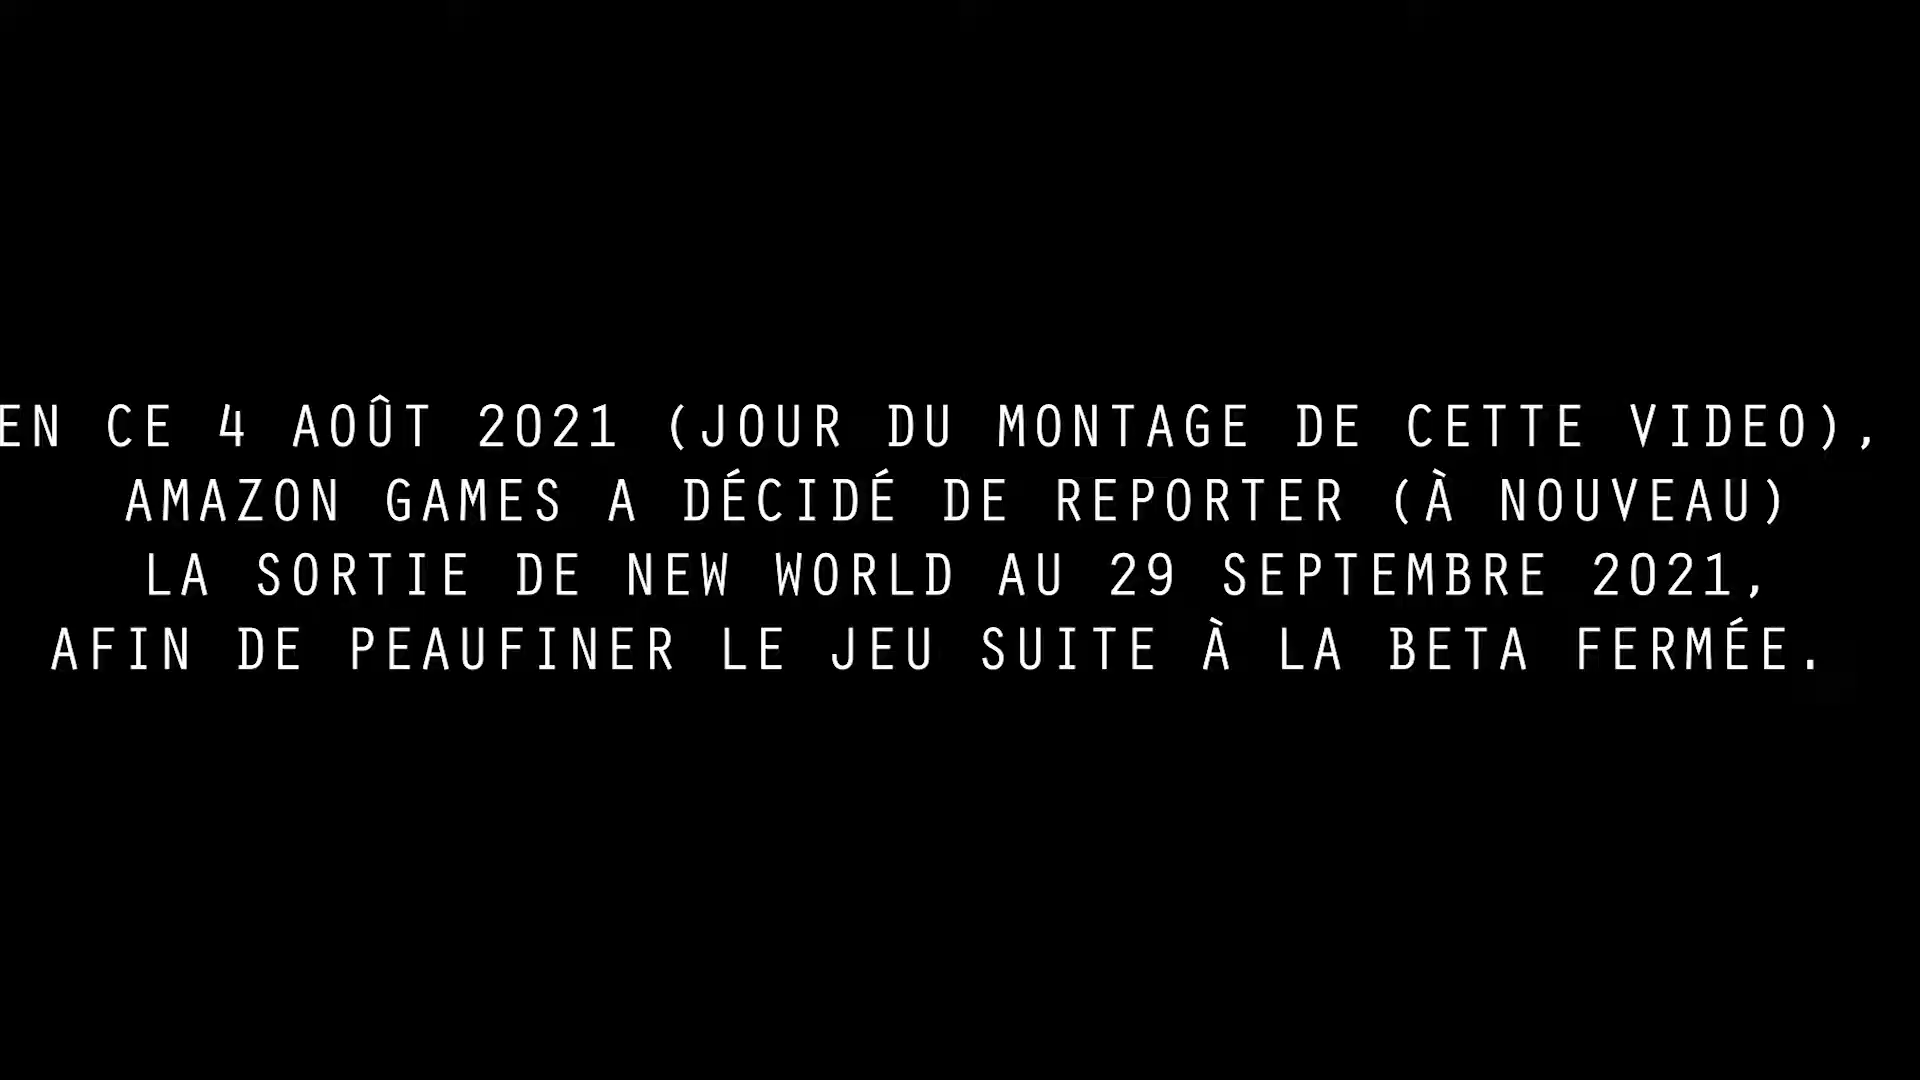 EN CE 4 AOÛT 2021 (JOUR DU MONTAGE DE CETTE VIDEO),
AMAZON GAMES A DÉCIDÉ DE REPORTER (À NOUVEAU)
LA SORTIE DE NEW WORLD AU 29 SEPTEMBRE 2021,
AFIN DE PEAUFINER LE JEU SUITE À LA BETA FERMÉE.